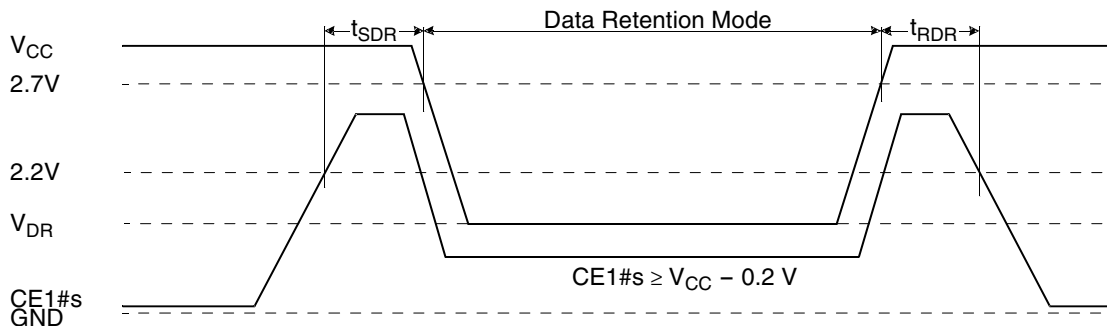 Data Retention Mode
tSDR
tRDR
VCC
2.7V
2.2V
VDR
CE1#s ≥ VCC − 0.2 V
CE1#s
GND